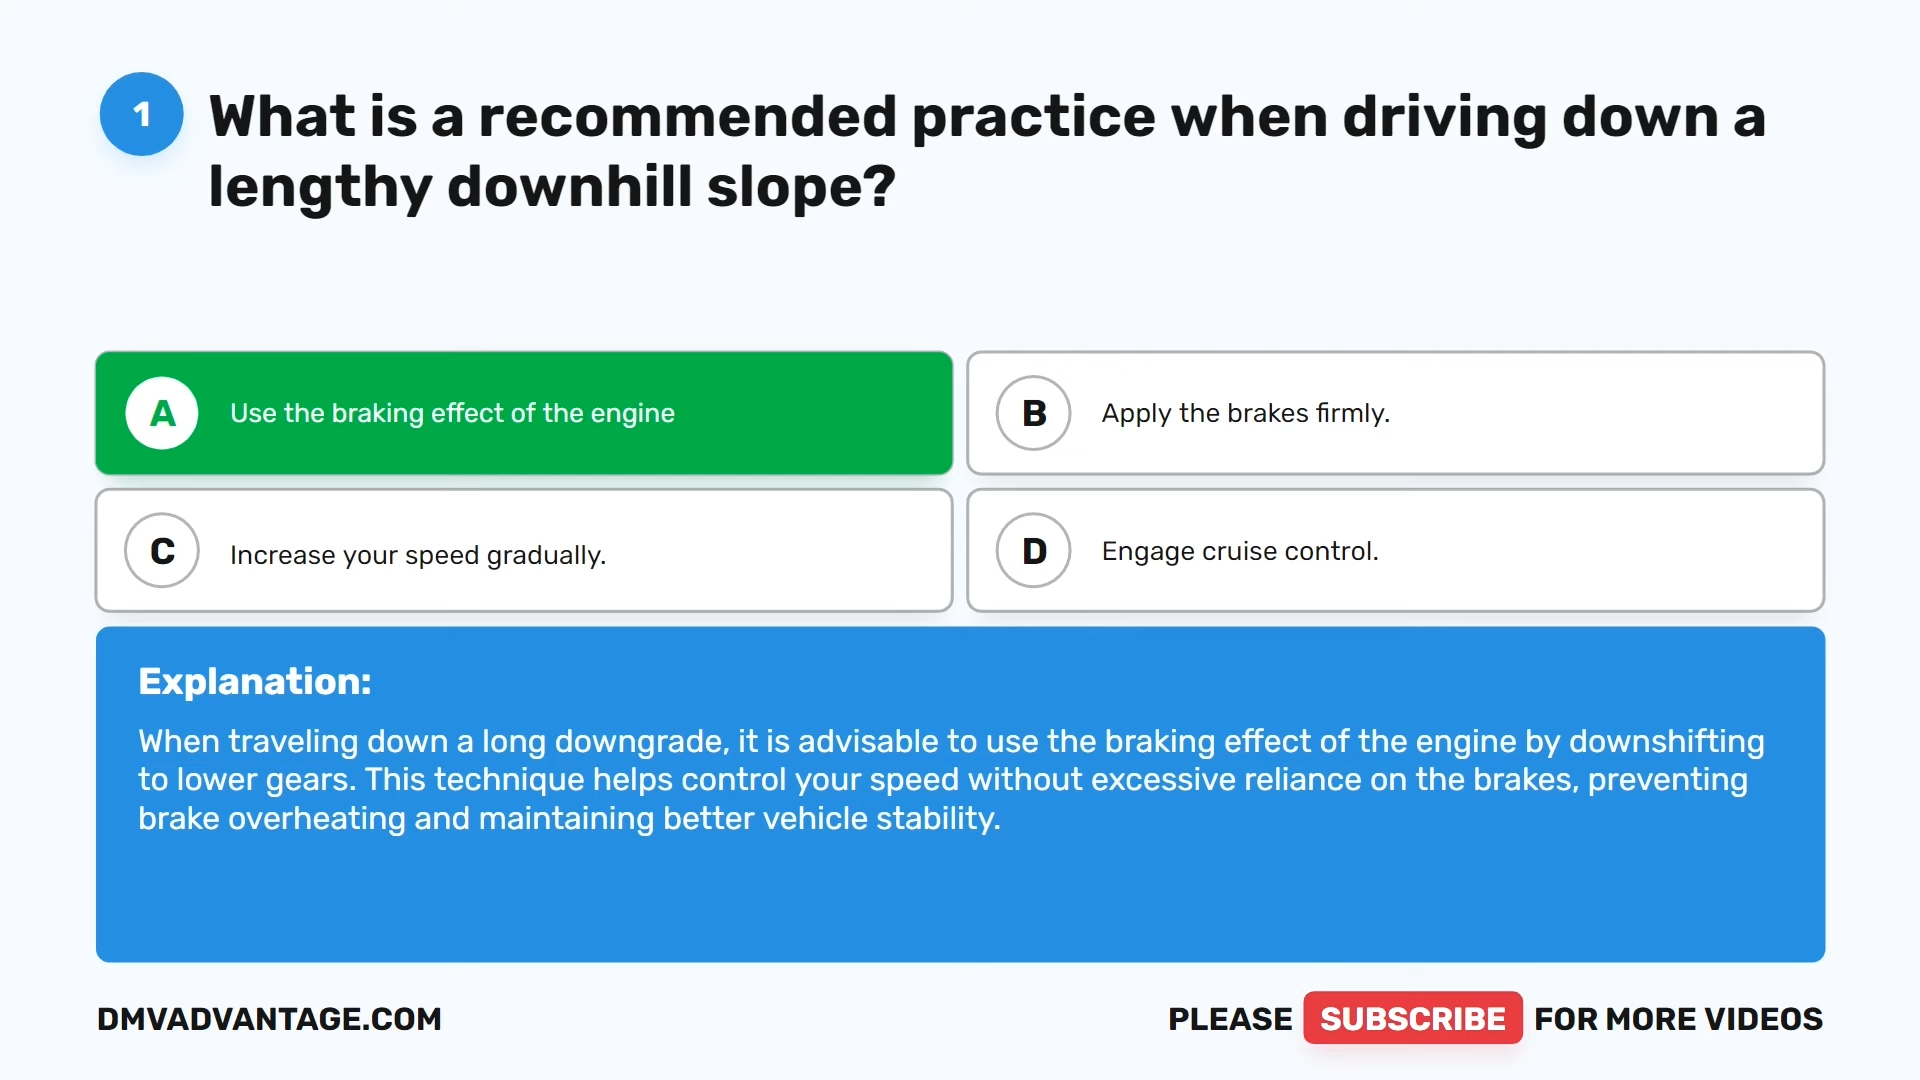 1
What is a recommended practice when driving down a
lengthy downhill slope?
A Use the braking effect of the engine
B Apply the brakes firmly.
C Increase your speed gradually.
D Engage cruise control.
Explanation:
When traveling down a long downgrade, it is advisable to use the braking effect of the engine by downshifting
to lower gears. This technique helps control your speed without excessive reliance on the brakes, preventing
brake overheating and maintaining better vehicle stability.
DMVADVANTAGE.COM
PLEASE SUBSCRIBE FOR MORE VIDEOS